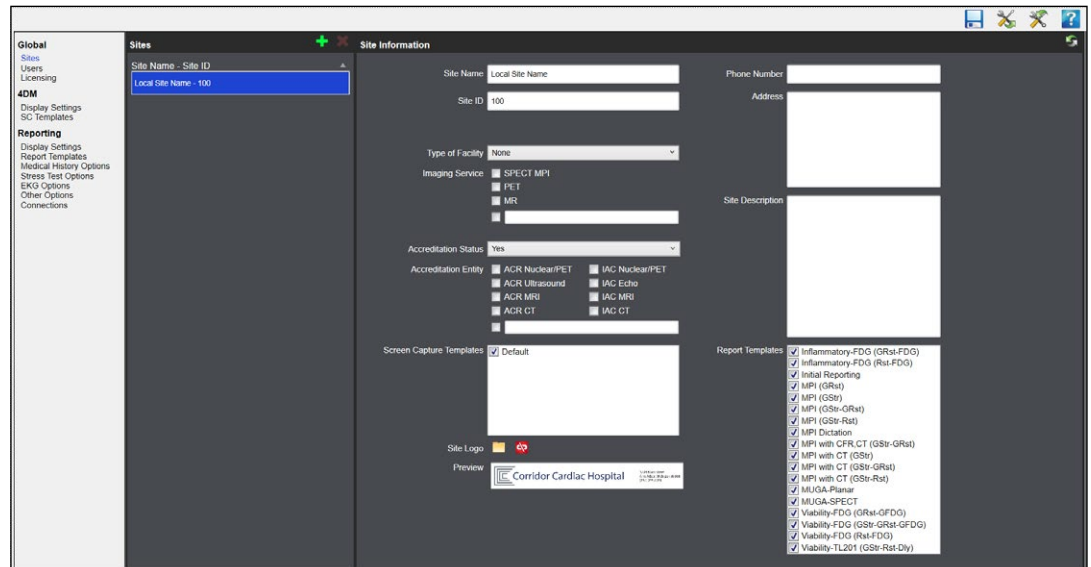 Global
Sites
Users
Licensing
4DM
Display Settings
SC Templates
Reporting
Display Settings
Report Templates
Medical History Options
Stress Test Options
EKG Options
Other Options
Connections
Sites
Site Name - Site ID
Local Site Name - 100
Site Information
Site Name Local Site Name
Site ID 100
Type of Facility None
Imaging Service SPECT MPI
PET
MR
Accreditation Status Yes
Accreditation Entity ACR Nuclear/PET IAC Nuclear/PET
ACR Ultrasound IAC Echo
ACR MRI IAC MRI
ACR CT IAC CT
Screen Capture Templates Default
Site Logo
Preview
Corridor Cardiac Hospital
Phone Number
Address
Site Description
Report Templates Inflammatory-FDG (GRst-FDG)
Inflammatory-FDG (Rst-FDG)
Initial Reporting
MPI (GRst)
MPI (GStr)
MPI (GStr-GRst)
MPI (GStr-Rst)
MPI Dictation
MPI with CFR,CT (GStr-GRst)
MPI with CT (GStr)
MPI with CT (GStr-GRst)
MPI with CT (GStr-Rst)
MUGA-Planar
MUGA-SPECT
Viability-FDG (GRst-GFDG)
Viability-FDG (GStr-GRst-GFDG)
Viability-FDG (Rst-FDG)
Viability-TL201 (GStr-Rst-Dly)